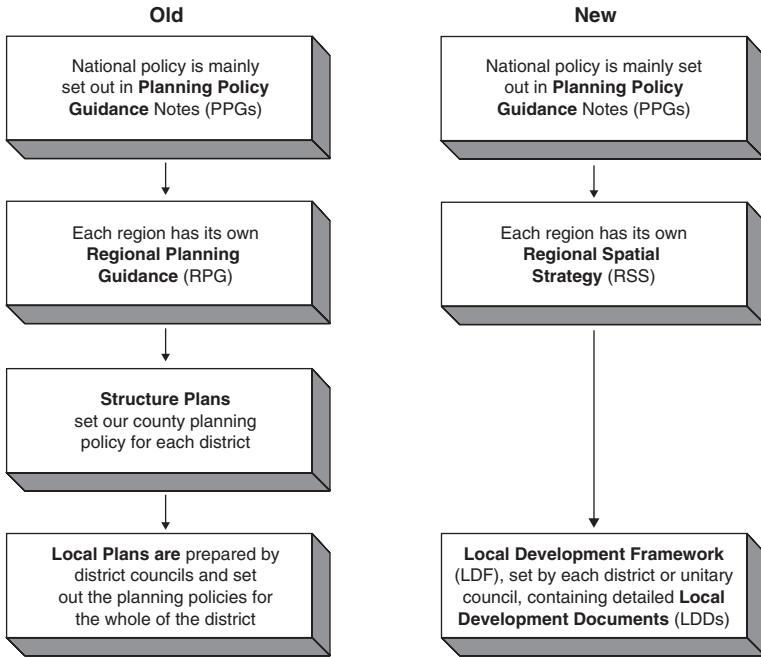 Old
National policy is mainly
set out in Planning Policy
Guidance Notes (PPGs)
Each region has its own
Regional Planning
Guidance (RPG)
Structure Plans
set our county planning
policy for each district
Local Plans are prepared by
district councils and set
out the planning policies for
the whole of the district
New
National policy is mainly set
out in Planning Policy
Guidance Notes (PPGs)
Each region has its own
Regional Spatial
Strategy (RSS)
Local Development Framework
(LDF), set by each district or unitary
council, containing detailed Local
Development Documents (LDDs)